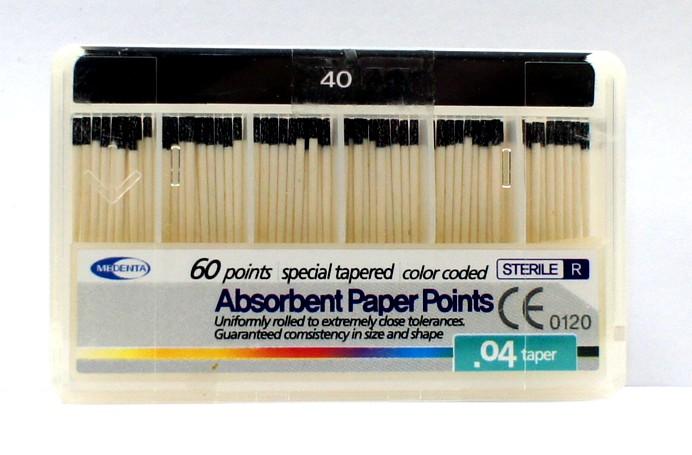 40
MEDENTA
60 points special tapered color coded STERILE R
Absorbent Paper Points CE 0120
Uniformly rolled to extremely close tolerances.
Guaranteed comsistency in size and shape
.04 taper